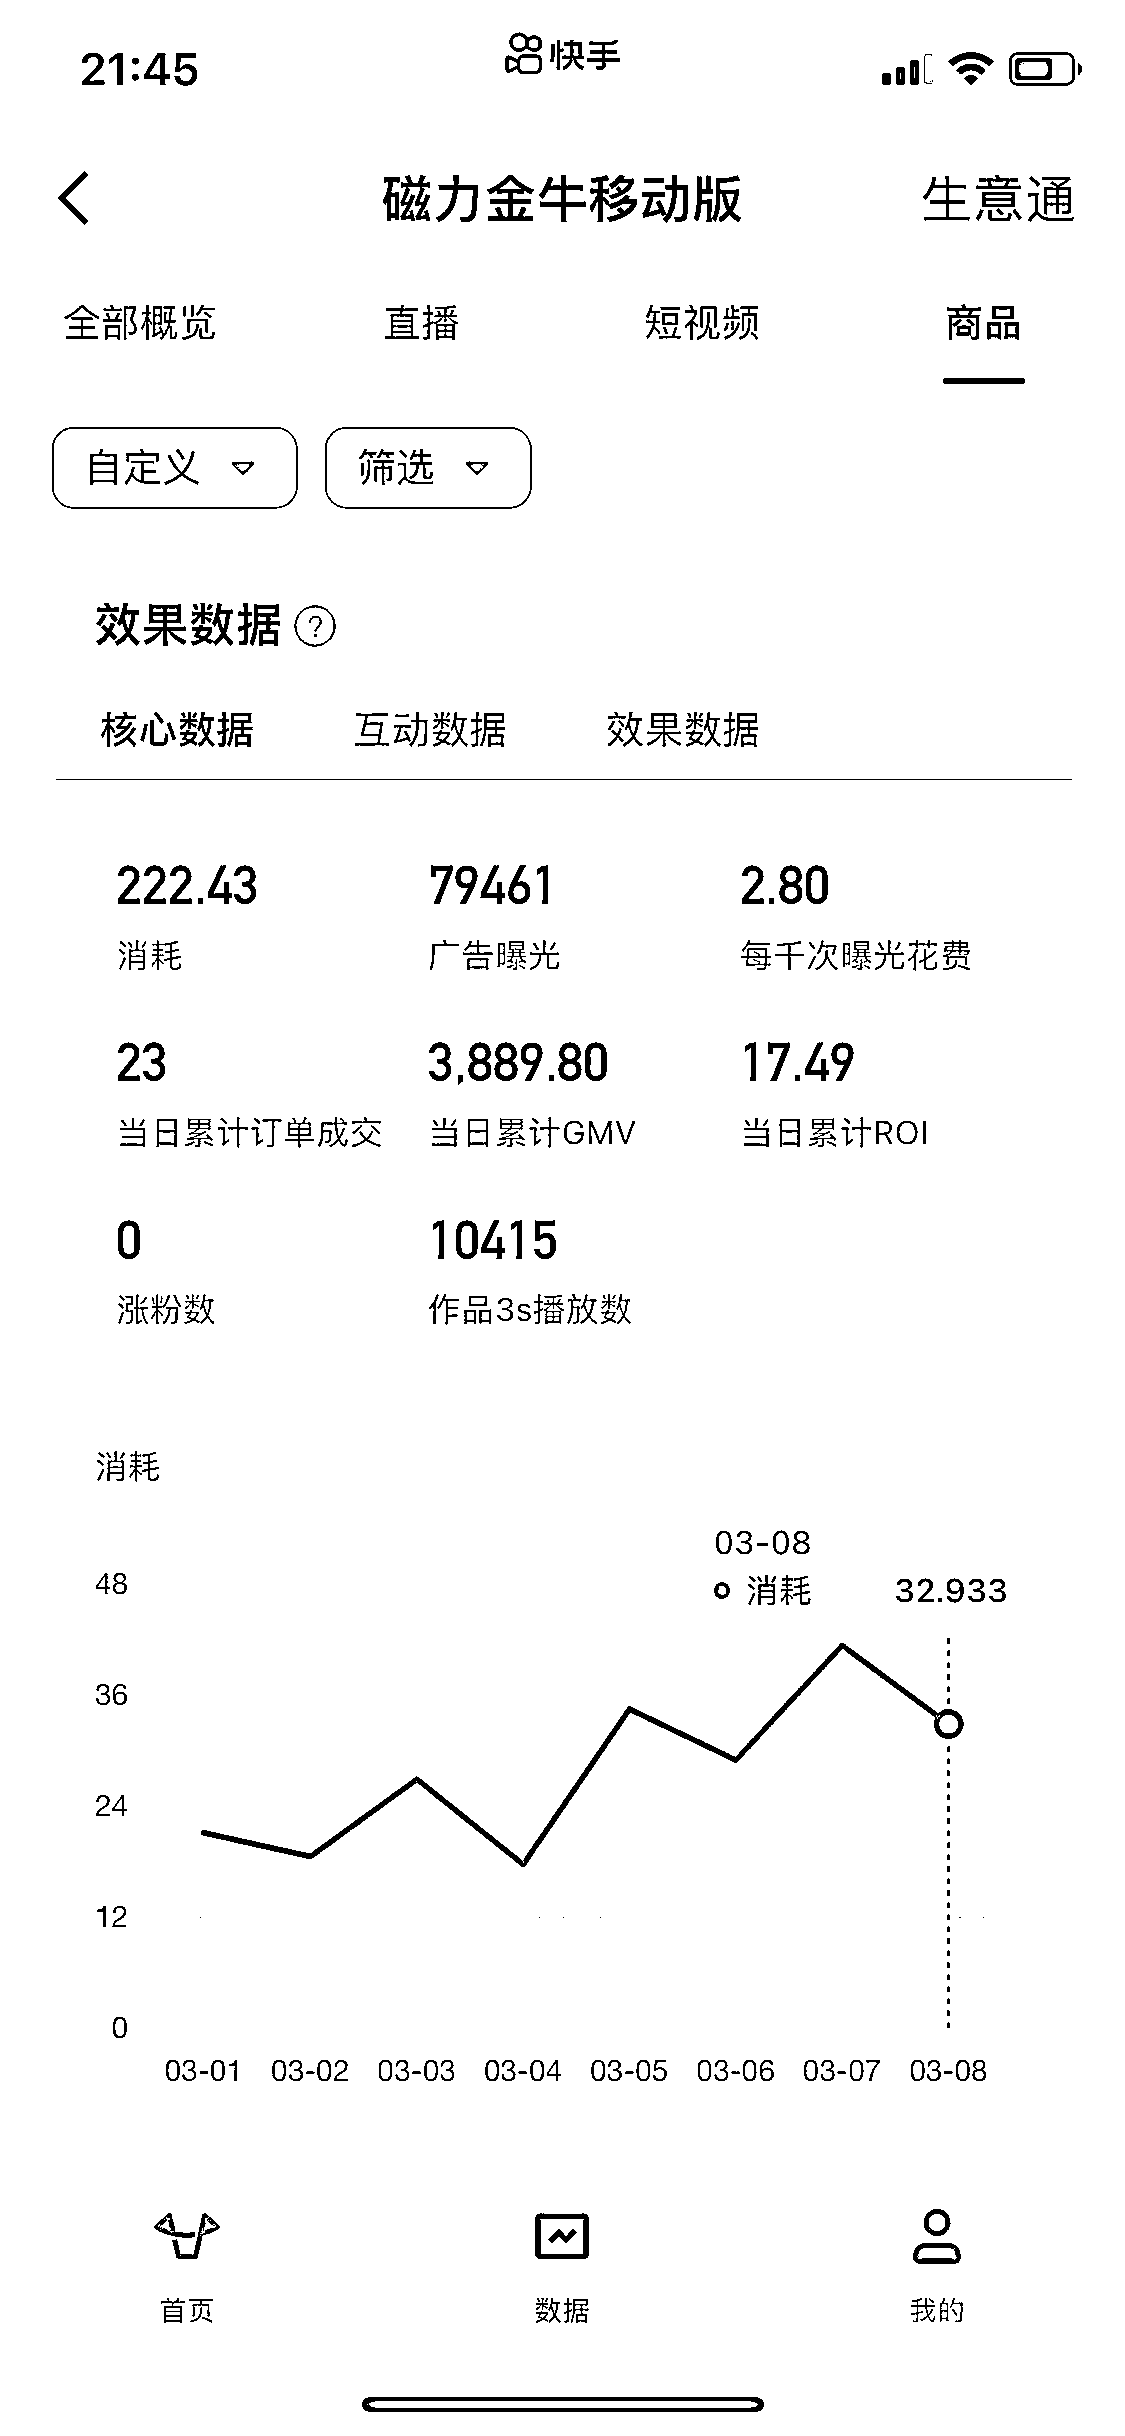 21:45
快手
磁力金牛移动版
生意通
全部概览 直播 短视频 商品
自定义 筛选
效果数据 ?
核心数据 互动数据 效果数据
222.43 79461 2.80
消耗 广告曝光 每千次曝光花费
23 3,889.80 17.49
当日累计订单成交 当日累计GMV 当日累计ROI
0 10415
涨粉数 作品3s播放数
消耗
03-08
消耗 32.933
48
36
24
12
0
03-01 03-02 03-03 03-04 03-05 03-06 03-07 03-08
首页 数据 我的